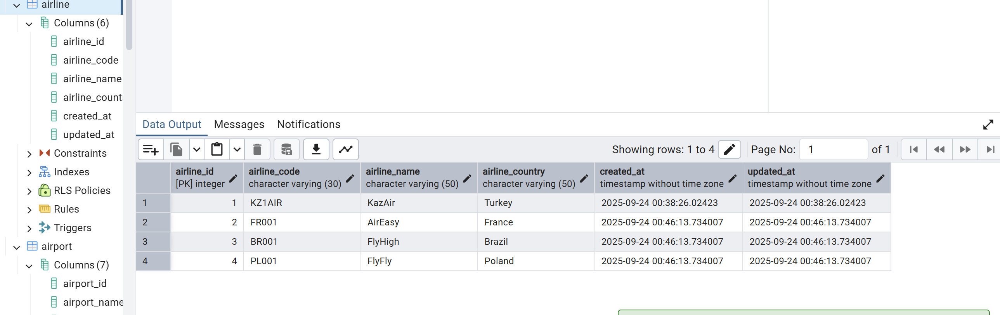 airline
Columns (6)
airline_id
airline_code
airline_name
airline_count
created_at
updated_at
Constraints
Indexes
RLS Policies
Rules
Triggers
airport
Columns (7)
airport_id
airport_name
Data Output Messages Notifications
Showing rows: 1 to 4 Page No: 1 of 1
airline_id airline_code airline_name airline_country created_at updated_at
[PK] integer character varying (30) character varying (50) character varying (50) timestamp without time zone timestamp without time zone
1 1 KZ1AIR KazAir Turkey 2025-09-24 00:38:26.02423 2025-09-24 00:38:26.02423
2 2 FR001 AirEasy France 2025-09-24 00:46:13.734007 2025-09-24 00:46:13.734007
3 3 BR001 FlyHigh Brazil 2025-09-24 00:46:13.734007 2025-09-24 00:46:13.734007
4 4 PL001 FlyFly Poland 2025-09-24 00:46:13.734007 2025-09-24 00:46:13.734007